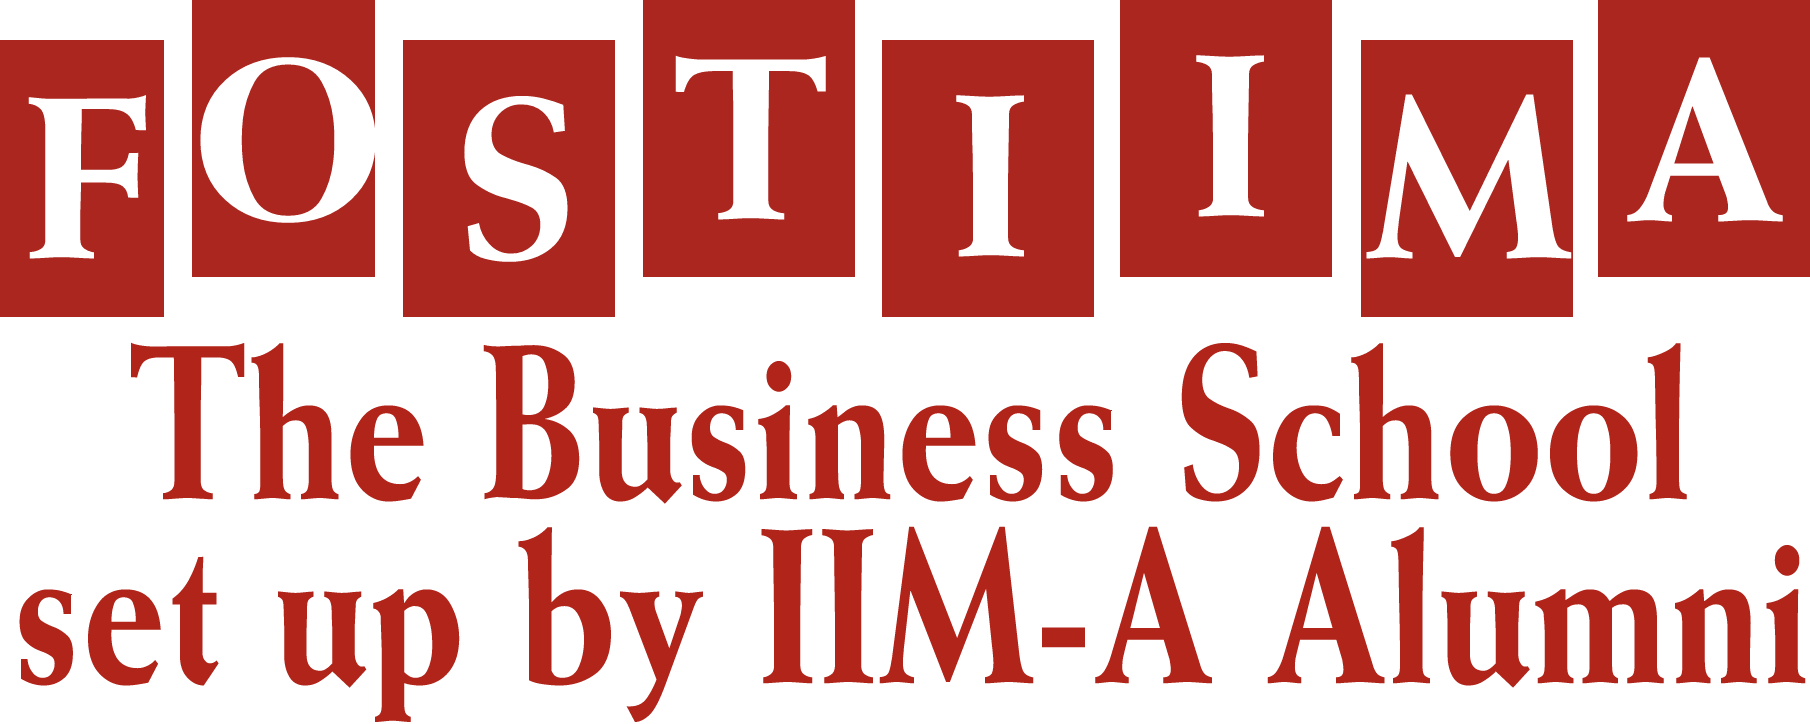 FOSTIIMA
The Business School
set up by IIM-A Alumni